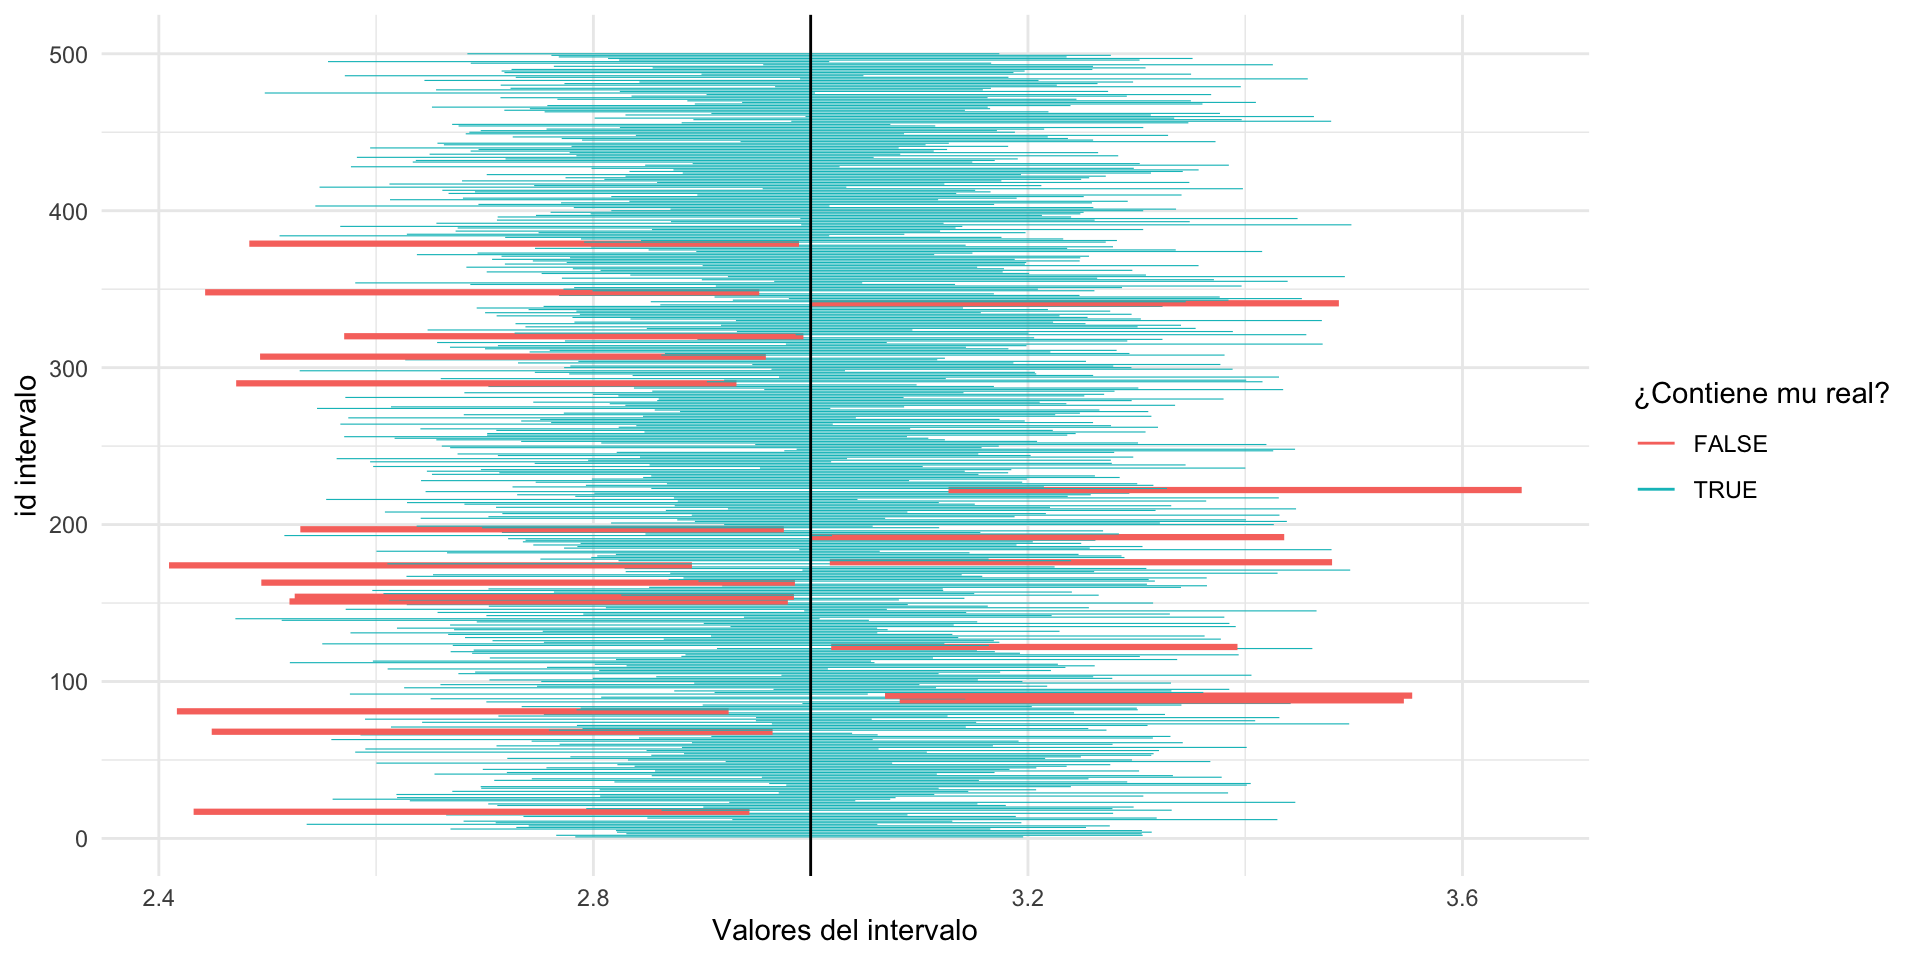 500
400
300
200
100
0
id intervalo
2.4 2.8 3.2 3.6
Valores del intervalo
¿Contiene mu real?
FALSE
TRUE